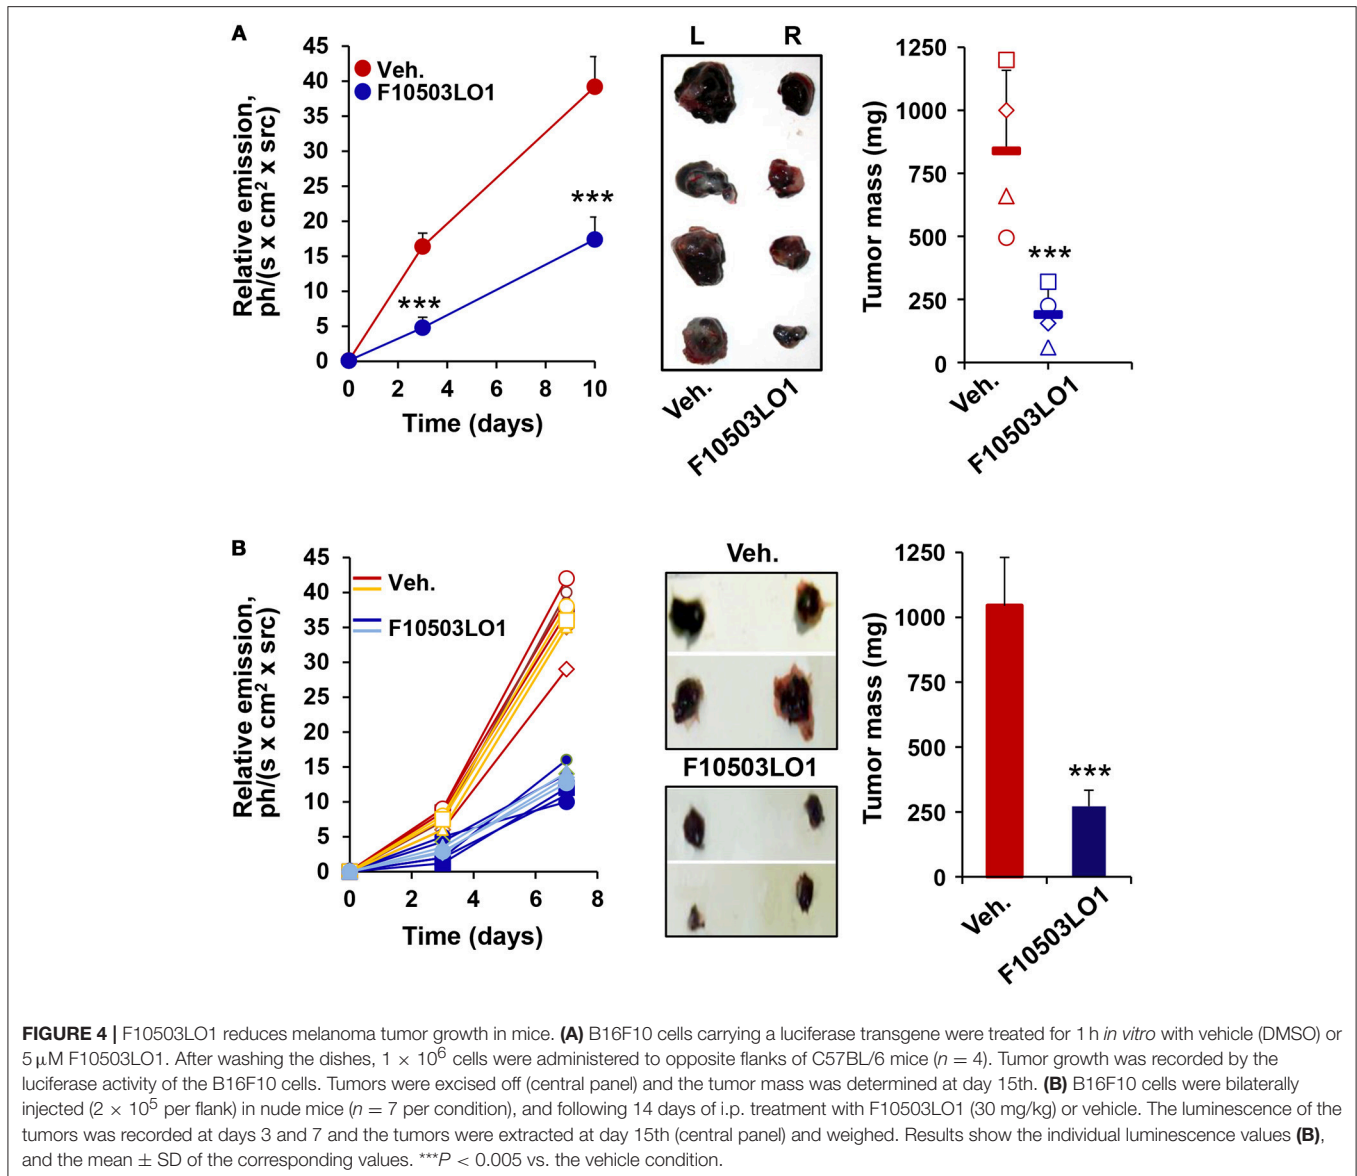 A
45
40
35
30
25
20
15
10
5
0
Relative emission,
ph/(s x cm² x src)
Veh.
F10503LO1
***
***
0 2 4 6 8 10
Time (days)
L R
Veh.
F10503LO1
1250
1000
750
500
250
0
Tumor mass (mg)
***
Veh.
F10503LO1
B
45
40
35
30
25
20
15
10
5
0
Relative emission,
ph/(s x cm² x src)
Veh.
F10503LO1
0 2 4 6 8
Time (days)
Veh.
F10503LO1
1250
1000
750
500
250
0
Tumor mass (mg)
***
Veh.
F10503LO1
FIGURE 4 | F10503LO1 reduces melanoma tumor growth in mice. (A) B16F10 cells carrying a luciferase transgene were treated for 1 h in vitro with vehicle (DMSO) or
5 μM F10503LO1. After washing the dishes, 1 × 10⁶ cells were administered to opposite flanks of C57BL/6 mice (n = 4). Tumor growth was recorded by the
luciferase activity of the B16F10 cells. Tumors were excised off (central panel) and the tumor mass was determined at day 15th. (B) B16F10 cells were bilaterally
injected (2 × 10⁵ per flank) in nude mice (n = 7 per condition), and following 14 days of i.p. treatment with F10503LO1 (30 mg/kg) or vehicle. The luminescence of the
tumors was recorded at days 3 and 7 and the tumors were extracted at day 15th (central panel) and weighed. Results show the individual luminescence values (B),
and the mean ± SD of the corresponding values. ***P < 0.005 vs. the vehicle condition.